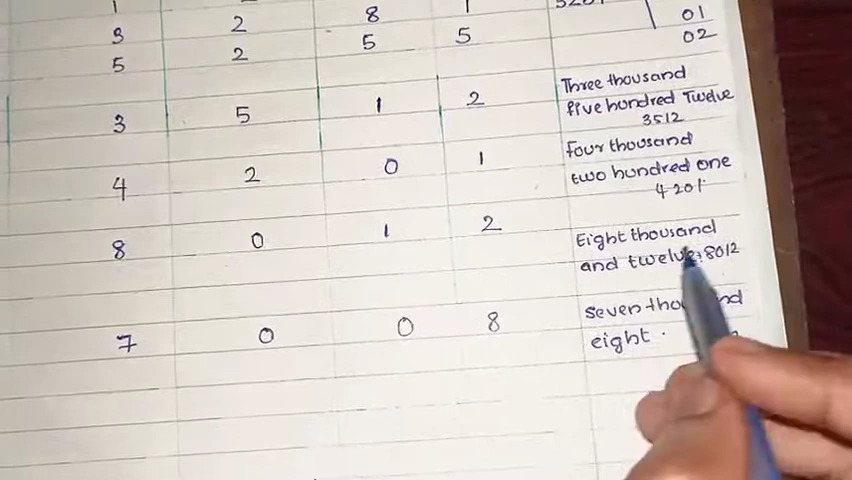 3 2 8 1
01
5 2 5 5
02
3 5 1 2
Three thousand
five hundred Twelve
3512
4 2 0 1
four thousand
two hundred one
4201
8 0 1 2
Eight thousand
and twelve, 8012
7 0 0 8
seven
eight.